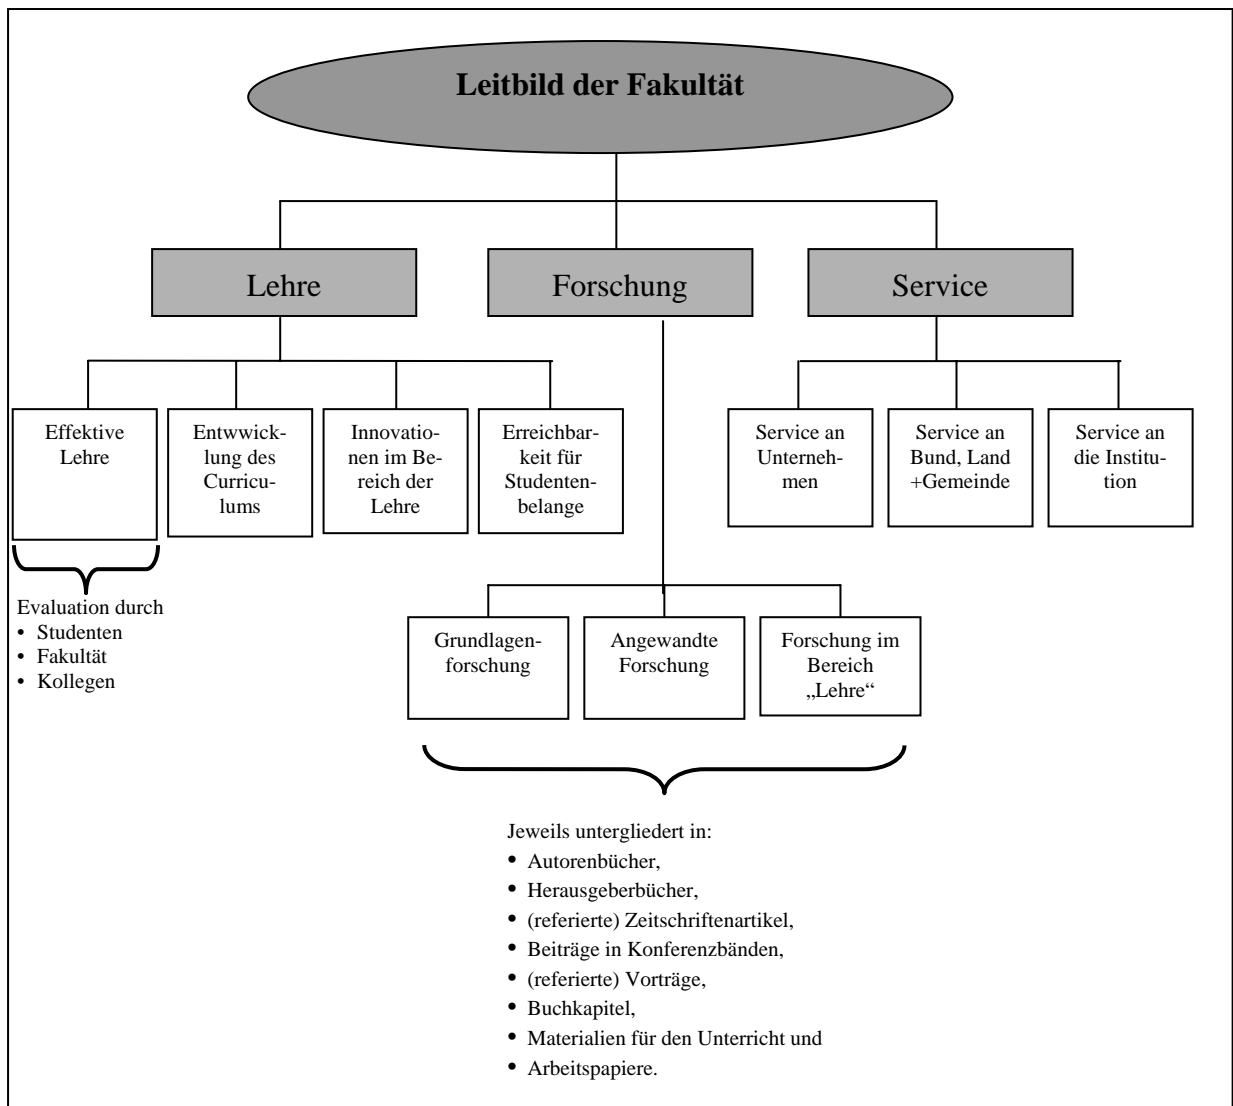 Leitbild der Fakultät
Lehre
Forschung
Service
Effektive
Lehre
Entwwick-
lung des
Curricu-
lums
Innovatio-
nen im Be-
reich der
Lehre
Erreichbar-
keit für
Studenten-
belange
Service an
Unterneh-
men
Service an
Bund, Land
+Gemeinde
Service an
die Institu-
tion
Evaluation durch
• Studenten
• Fakultät
• Kollegen
Grundlagen-
forschung
Angewandte
Forschung
Forschung im
Bereich
„Lehre“
Jeweils untergliedert in:
• Autorenbücher,
• Herausgeberbücher,
• (referierte) Zeitschriftenartikel,
• Beiträge in Konferenzbänden,
• (referierte) Vorträge,
• Buchkapitel,
• Materialien für den Unterricht und
• Arbeitspapiere.